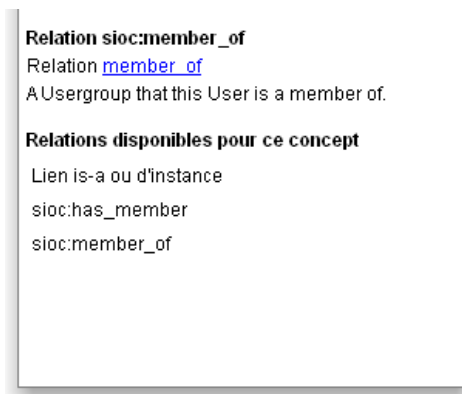 Relation sioc:member_of
Relation member_of
A Usergroup that this User is a member of.
Relations disponibles pour ce concept
Lien is-a ou d'instance
sioc:has_member
sioc:member_of